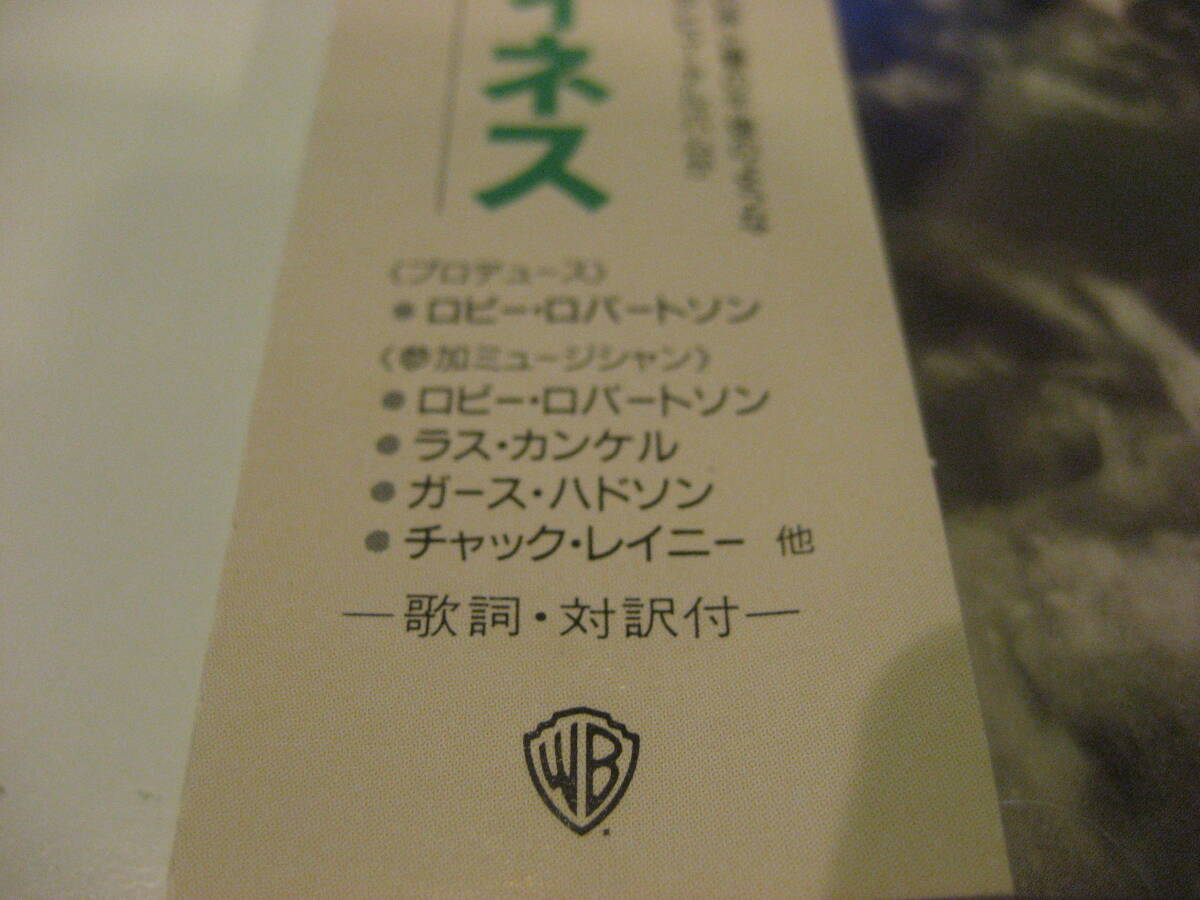 イネス
〈プロデュース〉
● ロビー・ロバートソン
〈参加ミュージシャン〉
● ロビー・ロバートソン
● ラス・カンケル
● ガース・ハドソン
● チャック・レイニー 他
—歌詞・対訳付—
WB